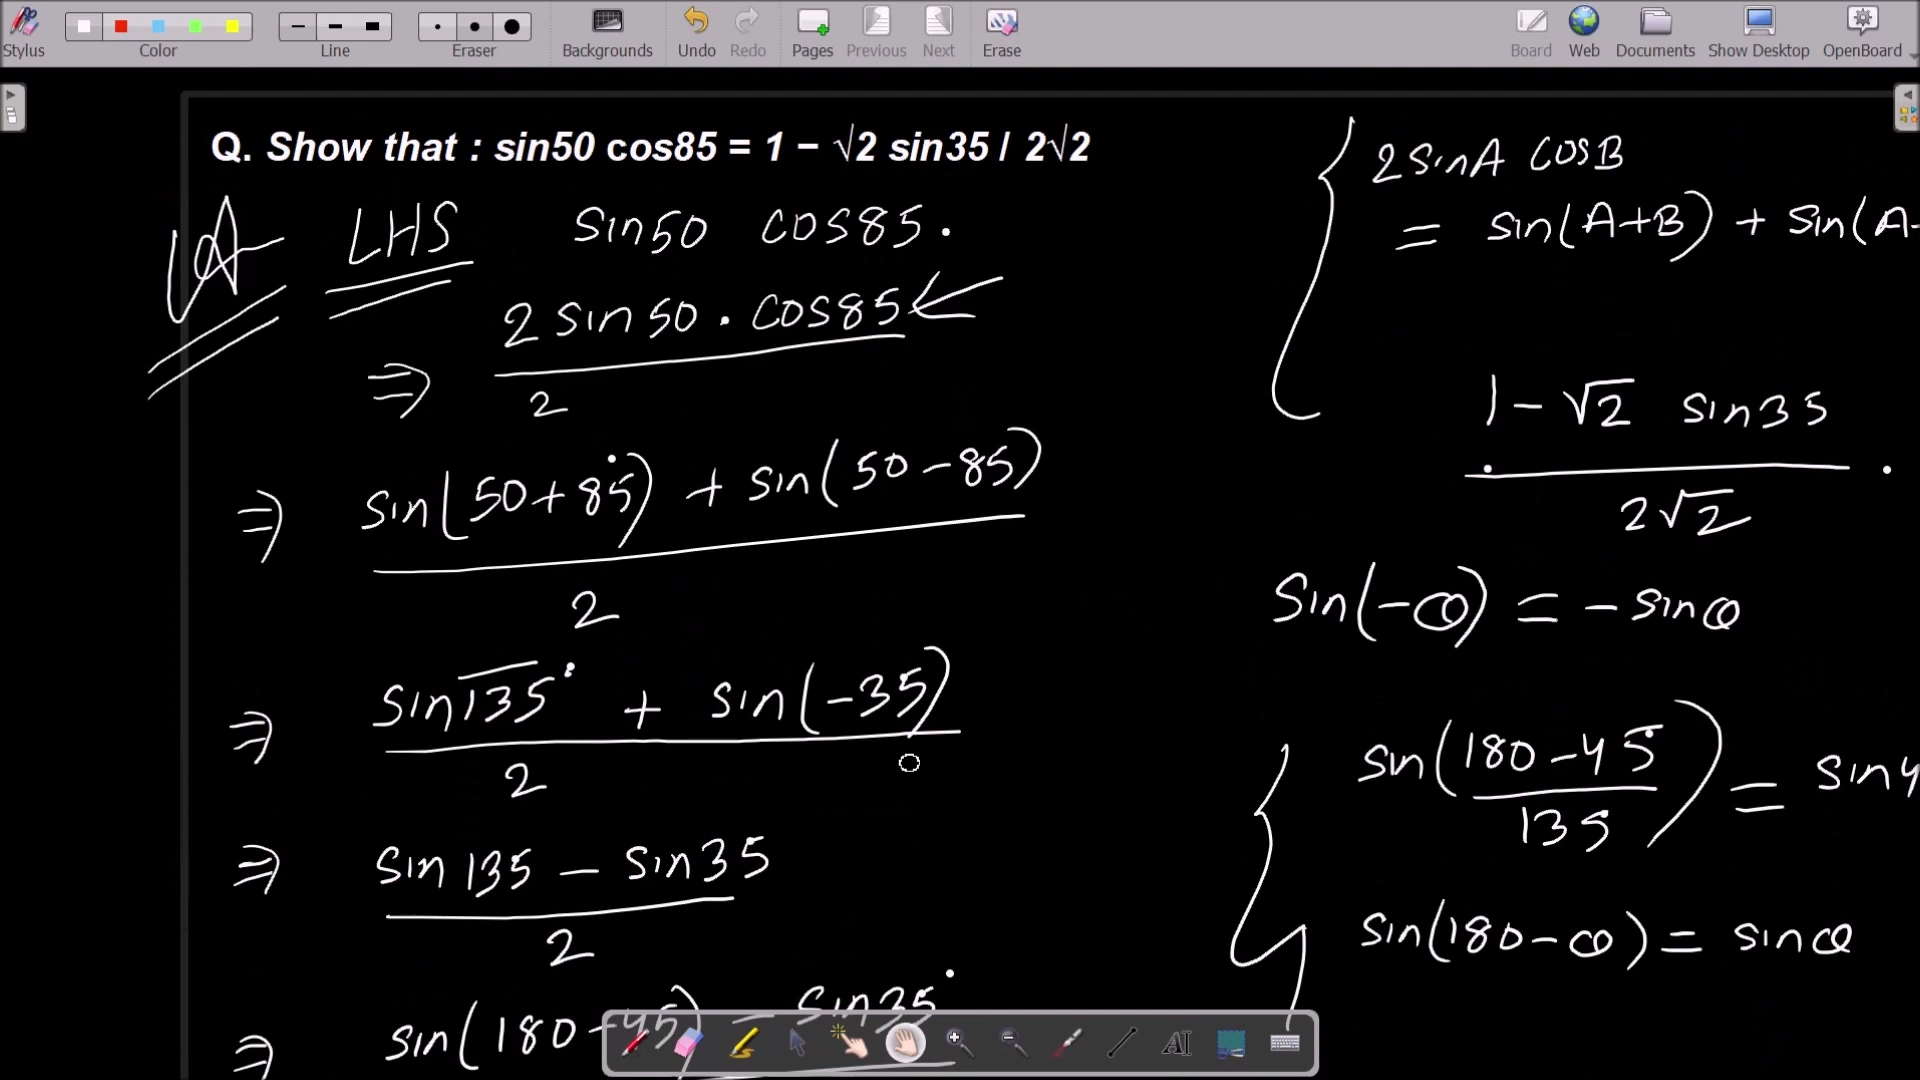 Stylus Color Line Eraser Backgrounds Undo Redo Pages Previous Next Erase Board Web Documents Show Desktop OpenBoard
Q. Show that : sin50 cos85 = 1 − √2 sin35 / 2√2
LHS sin50 cos85.
⇒ 2 sin50 . cos85
2
⇒ sin(50+85) + sin(50-85)
2
⇒ sin135° + sin(-35)
2
⇒ sin135 - sin35
2
⇒ sin(180-45) - sin35°
2 sinA cosB
= sin(A+B) + sin(A-
1-√2 sin35
2√2
sin(-θ) = -sinθ
sin(180-45) = sin4
135
sin(180-θ) = sinθ
AI